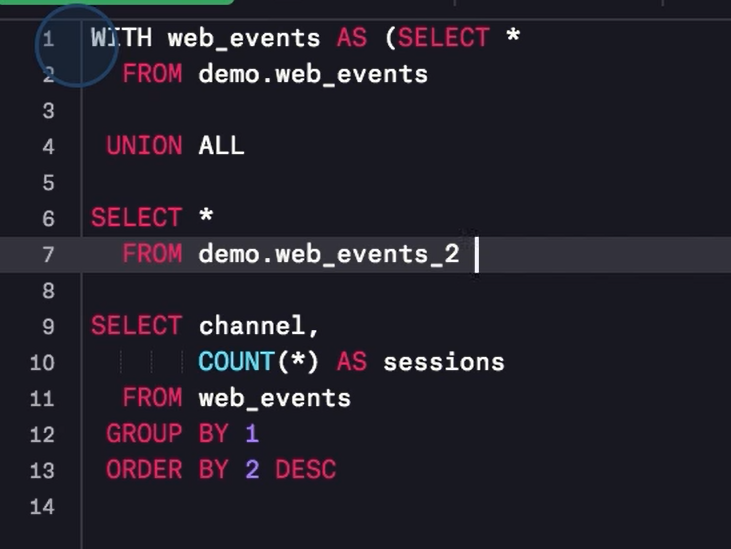 1 WITH web_events AS (SELECT *
2 FROM demo.web_events
3
4 UNION ALL
5
6 SELECT *
7 FROM demo.web_events_2
8
9 SELECT channel,
10 COUNT(*) AS sessions
11 FROM web_events
12 GROUP BY 1
13 ORDER BY 2 DESC
14